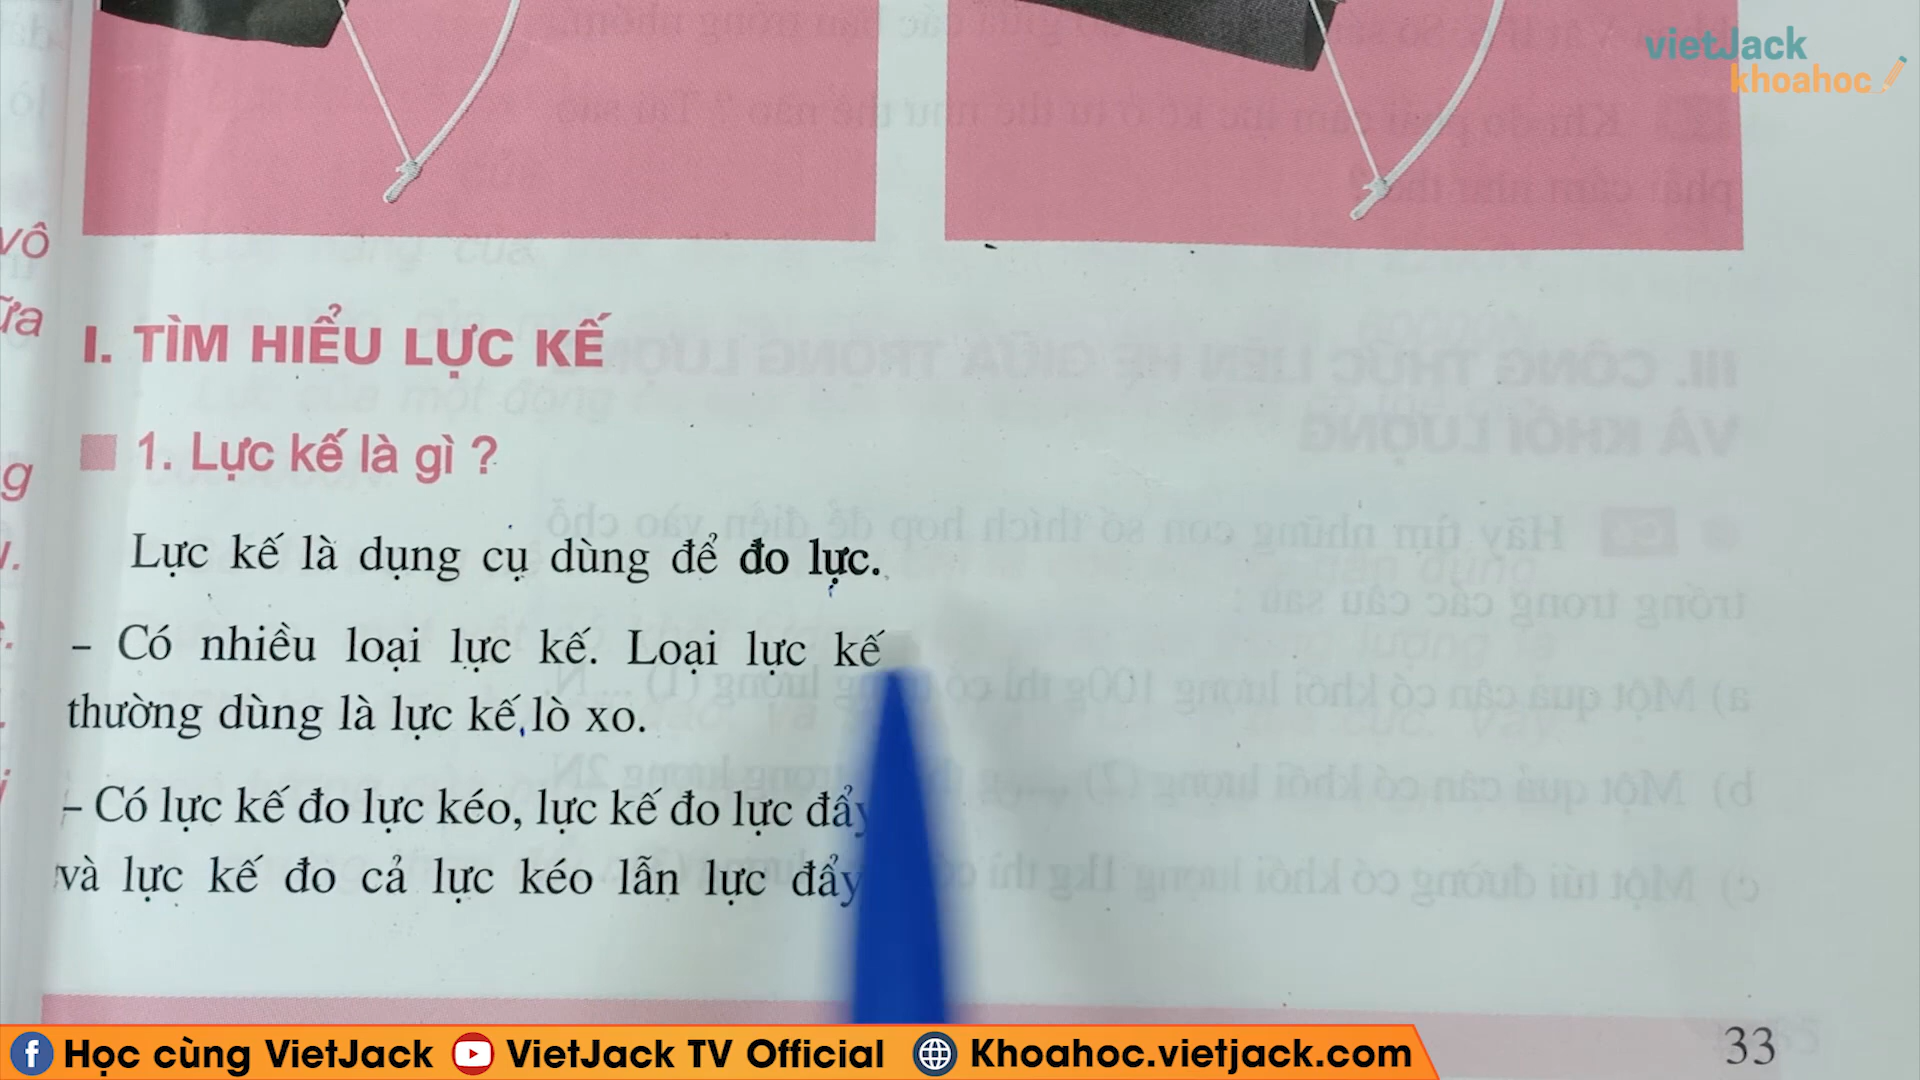 vietJack
khoahoc
vô
ữa
g
I. TÌM HIỂU LỰC KẾ
1. Lực kế là gì ?
Lực kế là dụng cụ dùng để đo lực.
– Có nhiều loại lực kế. Loại lực kế
thường dùng là lực kế lò xo.
– Có lực kế đo lực kéo, lực kế đo lực đẩy
và lực kế đo cả lực kéo lẫn lực đẩy
33
Học cùng VietJack VietJack TV Official Khoahoc.vietjack.com